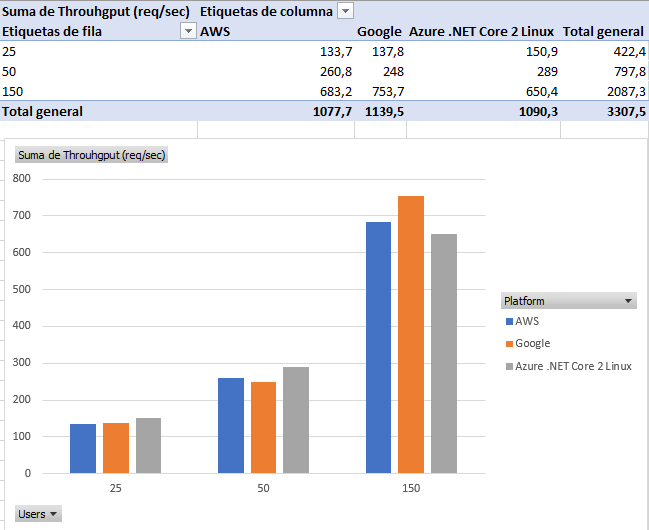 Suma de Throuhgput (req/sec) Etiquetas de columna
Etiquetas de fila AWS Google Azure .NET Core 2 Linux Total general
25 133,7 137,8 150,9 422,4
50 260,8 248 289 797,8
150 683,2 753,7 650,4 2087,3
Total general 1077,7 1139,5 1090,3 3307,5
Suma de Throuhgput (req/sec)
800
700
600
500
400
300
200
100
0
25 50 150
Platform
AWS
Google
Azure .NET Core 2 Linux
Users